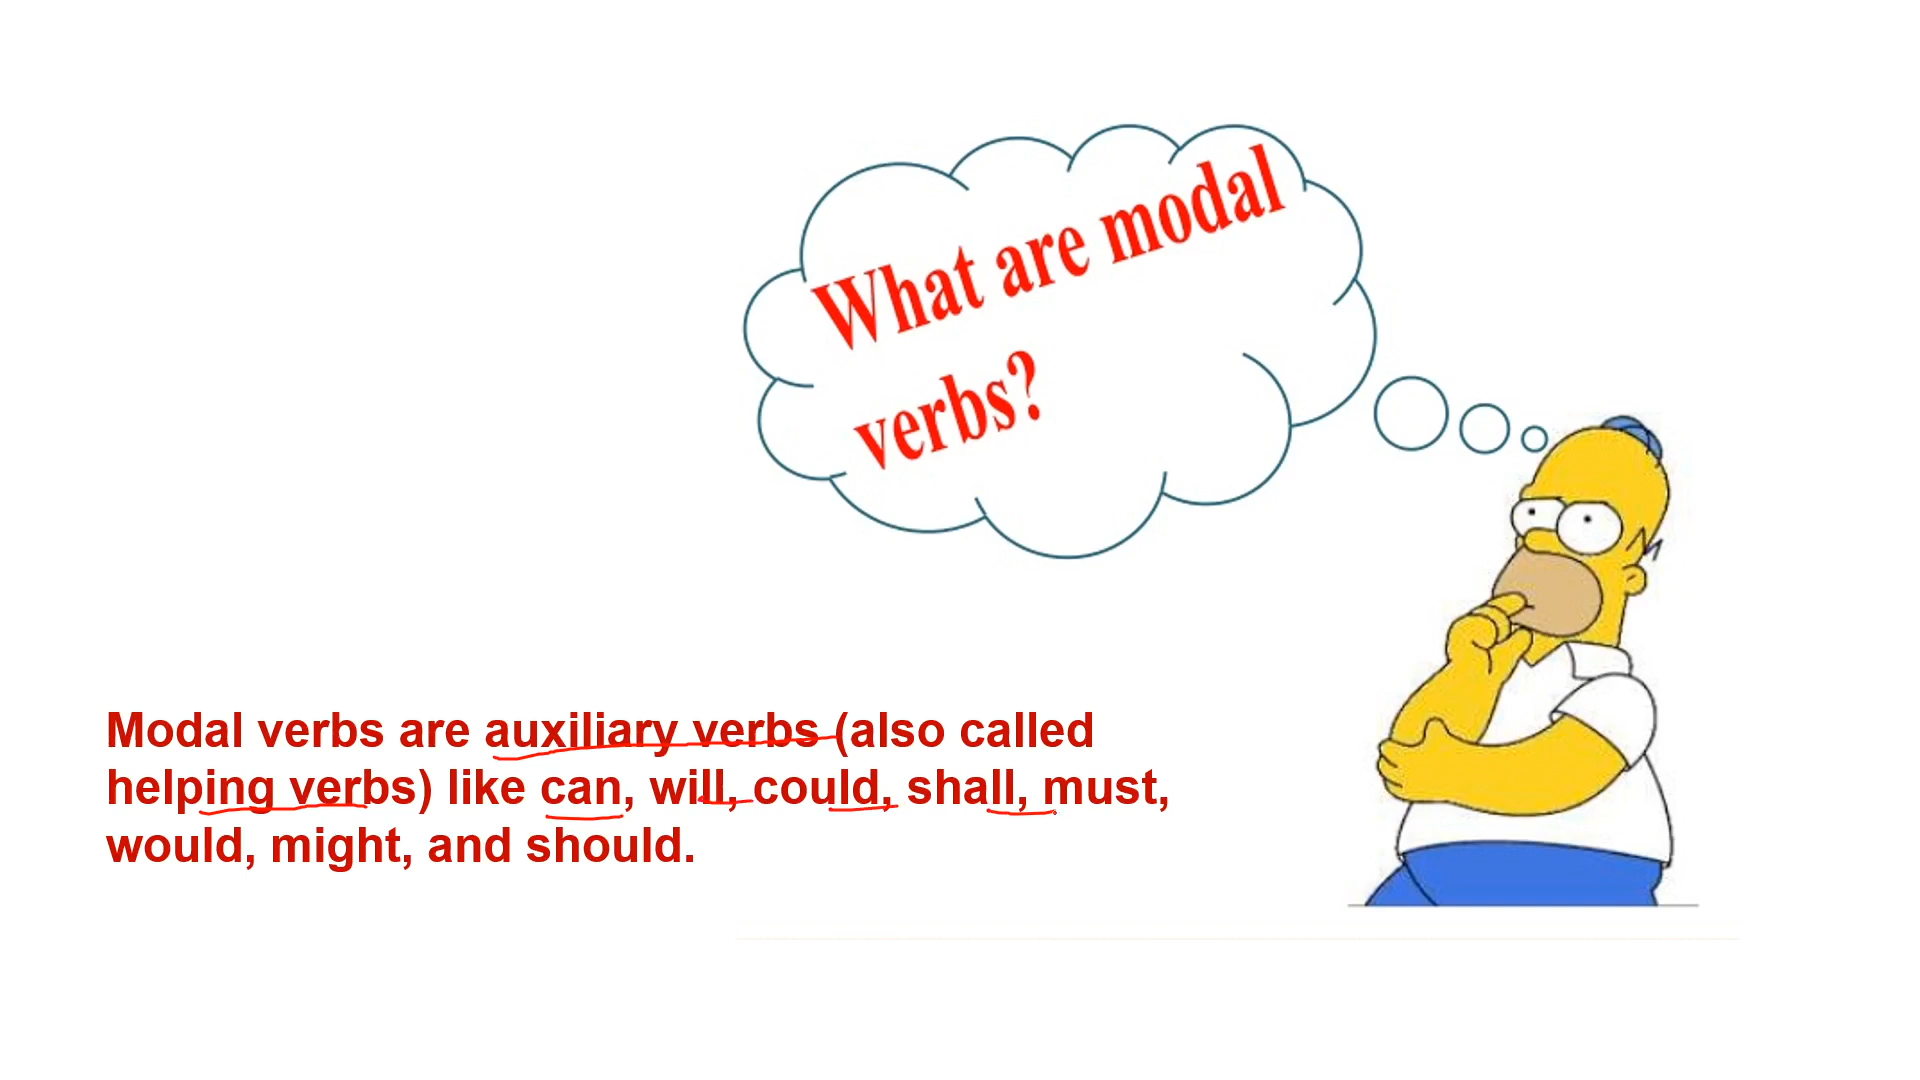 What are modal
verbs?
Modal verbs are auxiliary verbs (also called
helping verbs) like can, will, could, shall, must,
would, might, and should.